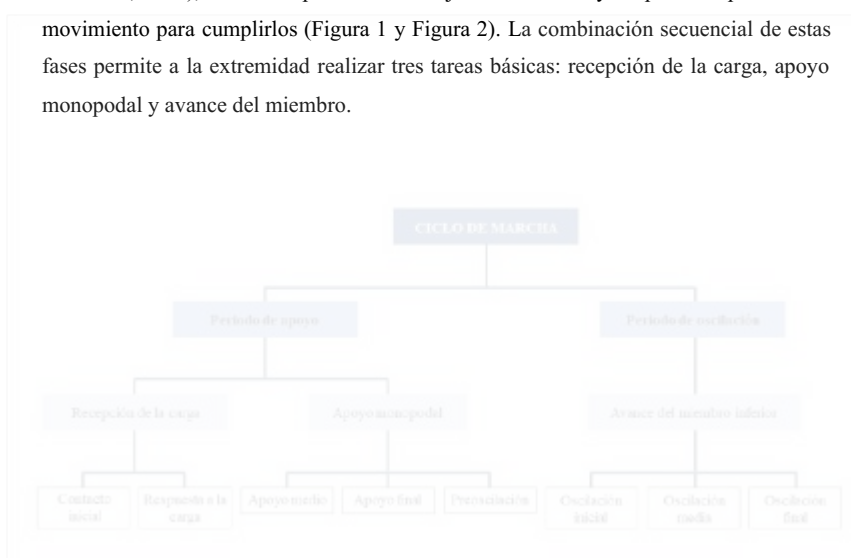 movimiento para cumplirlos (Figura 1 y Figura 2). La combinación secuencial de estas
fases permite a la extremidad realizar tres tareas básicas: recepción de la carga, apoyo
monopodal y avance del miembro.
CICLO DE MARCHA
Periodo de apoyo
Periodo de oscilación
Recepción de la carga
Apoyo monopodal
Avance del miembro inferior
Contacto
inicial
Respuesta a la
carga
Apoyo medio
Apoyo final
Preoscilación
Oscilación
inicial
Oscilación
media
Oscilación
final